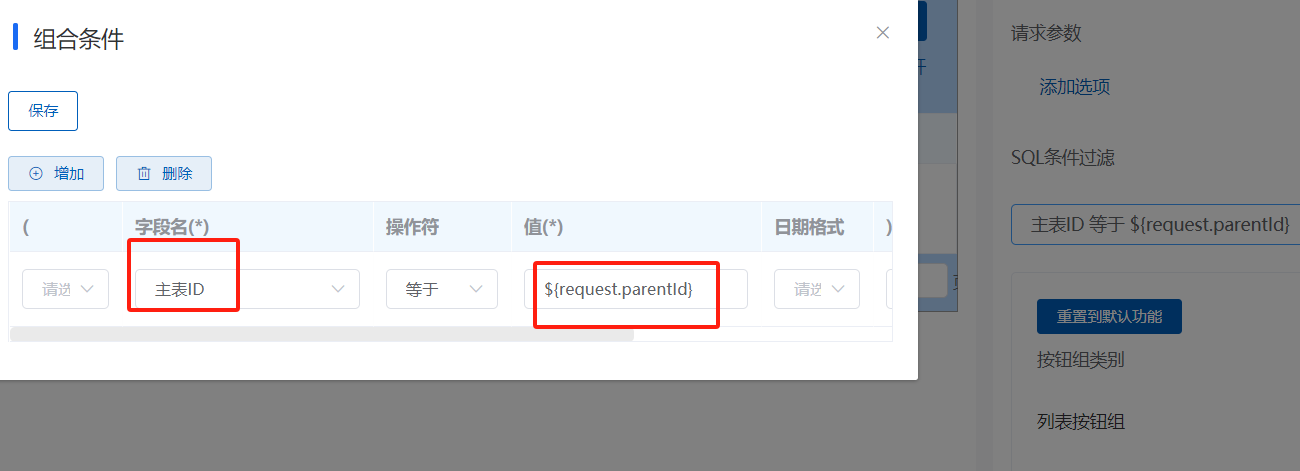 组合条件
保存
增加 删除
( 字段名(*) 操作符 值(*) 日期格式 )
请选 主表ID 等于 ${request.parentId} 请选
请求参数
添加选项
SQL条件过滤
主表ID 等于 ${request.parentId}
重置到默认功能
按钮组类别
列表按钮组